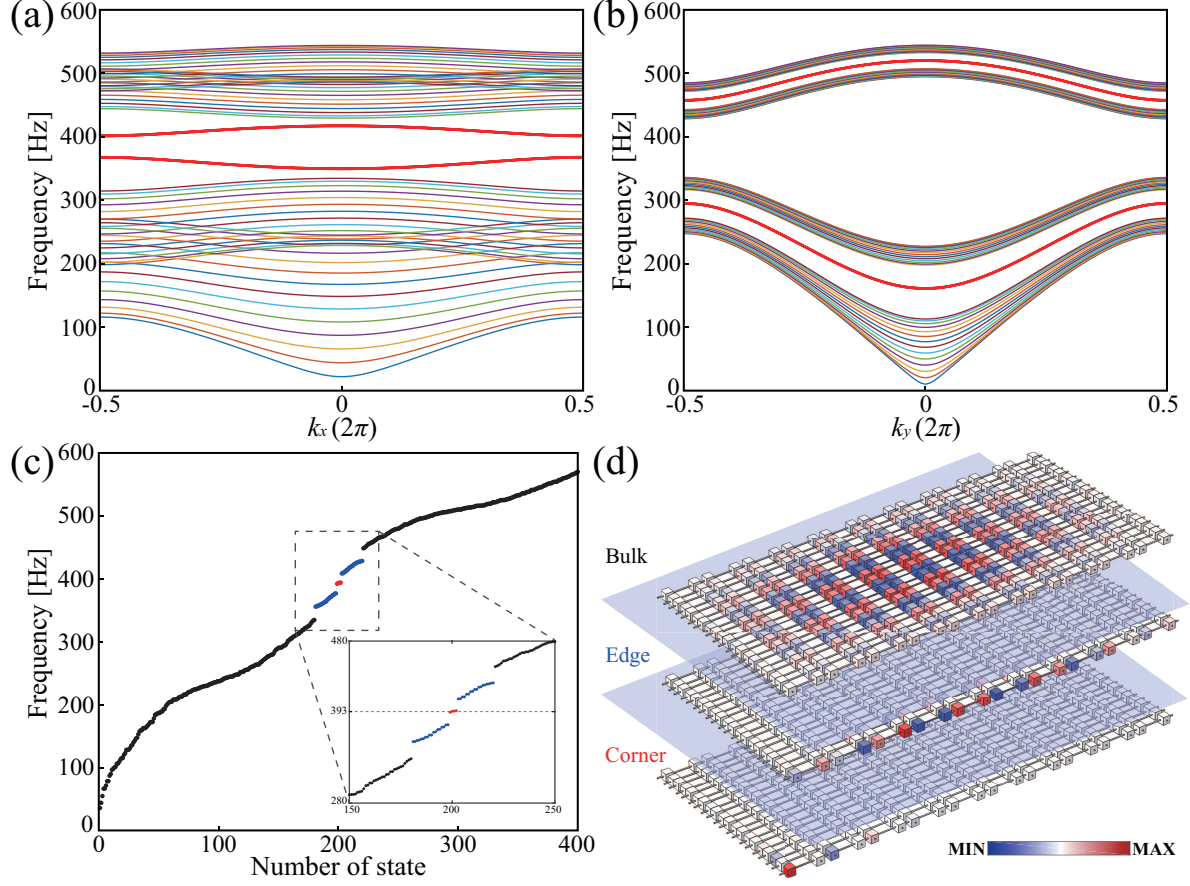 (a)
600
500
400
300
200
100
0
Frequency [Hz]
-0.5
0
0.5
kx (2π)
(b)
600
500
400
300
200
100
0
Frequency [Hz]
-0.5
0
0.5
ky (2π)
(c)
600
500
400
300
200
100
0
Frequency [Hz]
0
100
200
300
400
Number of state
480
393
280
150
200
250
(d)
Bulk
Edge
Corner
MIN
MAX